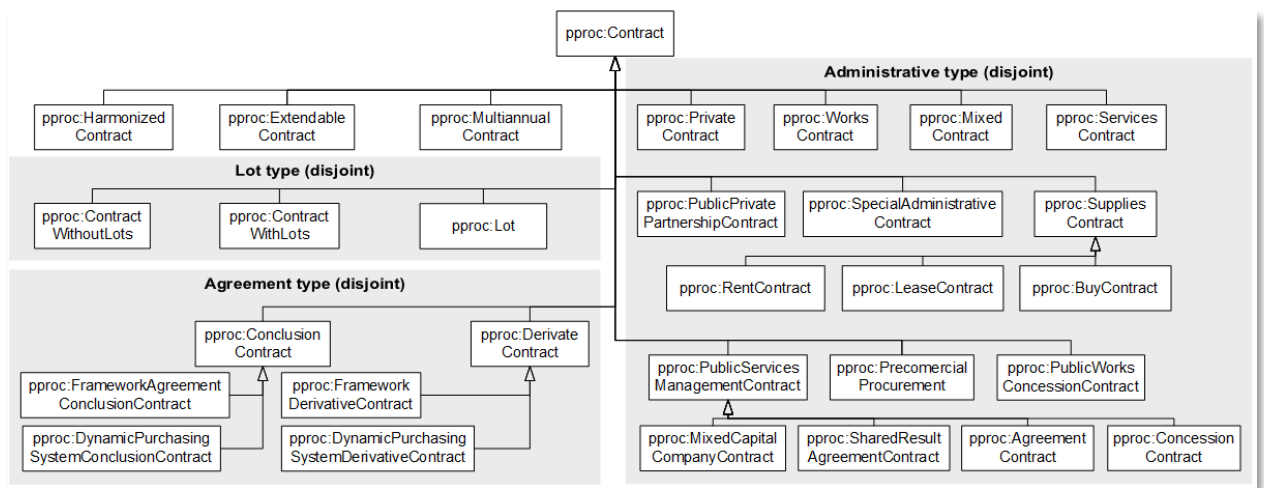 pproc:Contract
Administrative type (disjoint)
pproc:Harmonized
Contract
pproc:Extendable
Contract
pproc:Multiannual
Contract
pproc:Private
Contract
pproc:Works
Contract
pproc:Mixed
Contract
pproc:Services
Contract
Lot type (disjoint)
pproc:Contract
WithoutLots
pproc:Contract
WithLots
pproc:Lot
pproc:PublicPrivate
PartnershipContract
pproc:SpecialAdministrative
Contract
pproc:Supplies
Contract
pproc:RentContract
pproc:LeaseContract
pproc:BuyContract
Agreement type (disjoint)
pproc:Conclusion
Contract
pproc:Derivate
Contract
pproc:FrameworkAgreement
ConclusionContract
pproc:Framework
DerivativeContract
pproc:DynamicPurchasing
SystemConclusionContract
pproc:DynamicPurchasing
SystemDerivativeContract
pproc:PublicServices
ManagementContract
pproc:Precomercial
Procurement
pproc:PublicWorks
ConcessionContract
pproc:MixedCapital
CompanyContract
pproc:SharedResult
AgreementContract
pproc:Agreement
Contract
pproc:Concession
Contract